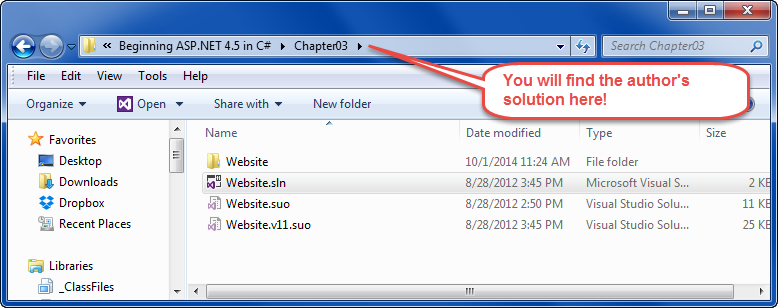 « Beginning ASP.NET 4.5 in C# Chapter03
Search Chapter03
You will find the author's
solution here!
File Edit View Tools Help
Organize Open Share with New folder
Name Date modified Type Size
Favorites
Desktop
Downloads
Dropbox
Recent Places
Libraries
_ClassFiles
Website 10/1/2014 11:24 AM File folder
Website.sln 8/28/2012 3:45 PM Microsoft Visual S... 2 KB
Website.suo 8/28/2012 2:50 PM Visual Studio Solu... 11 KB
Website.v11.suo 8/28/2012 3:45 PM Visual Studio Solu... 25 KB